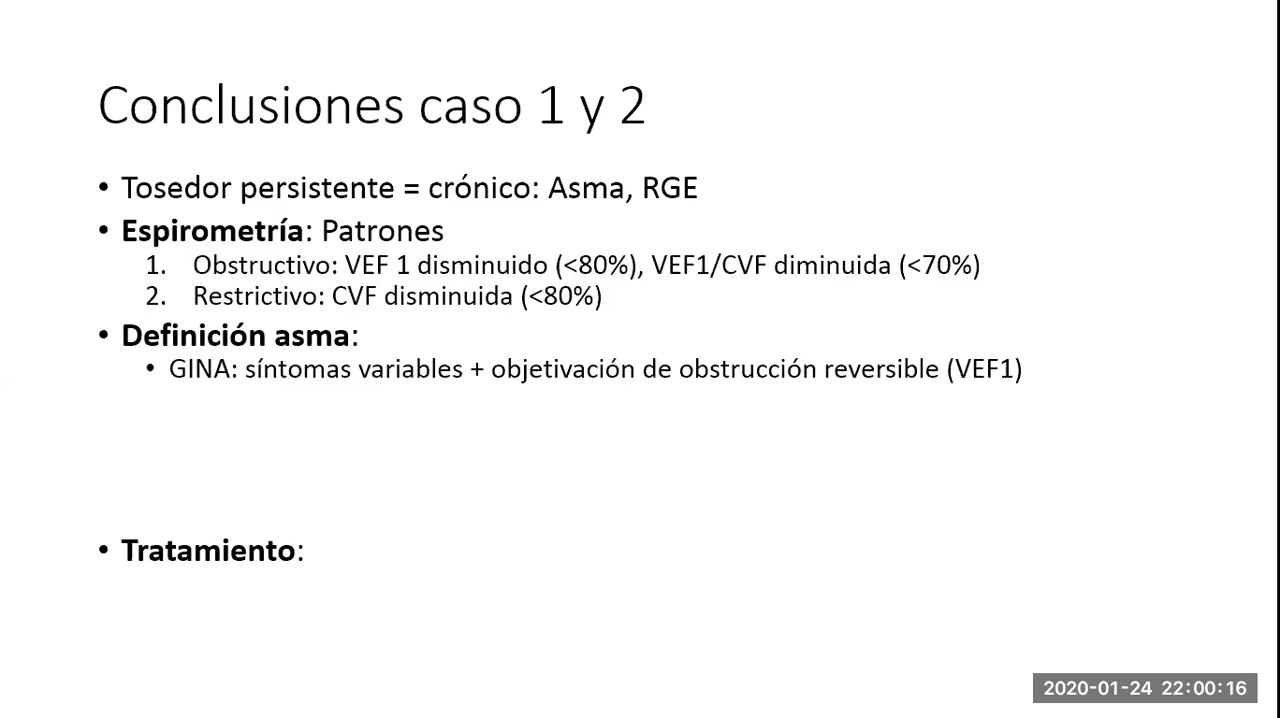 Conclusiones caso 1 y 2
• Tosedor persistente = crónico: Asma, RGE
• Espirometría: Patrones
1. Obstructivo: VEF 1 disminuido (<80%), VEF1/CVF diminuida (<70%)
2. Restrictivo: CVF disminuida (<80%)
• Definición asma:
• GINA: síntomas variables + objetivación de obstrucción reversible (VEF1)
• Tratamiento:
2020-01-24 22:00:16